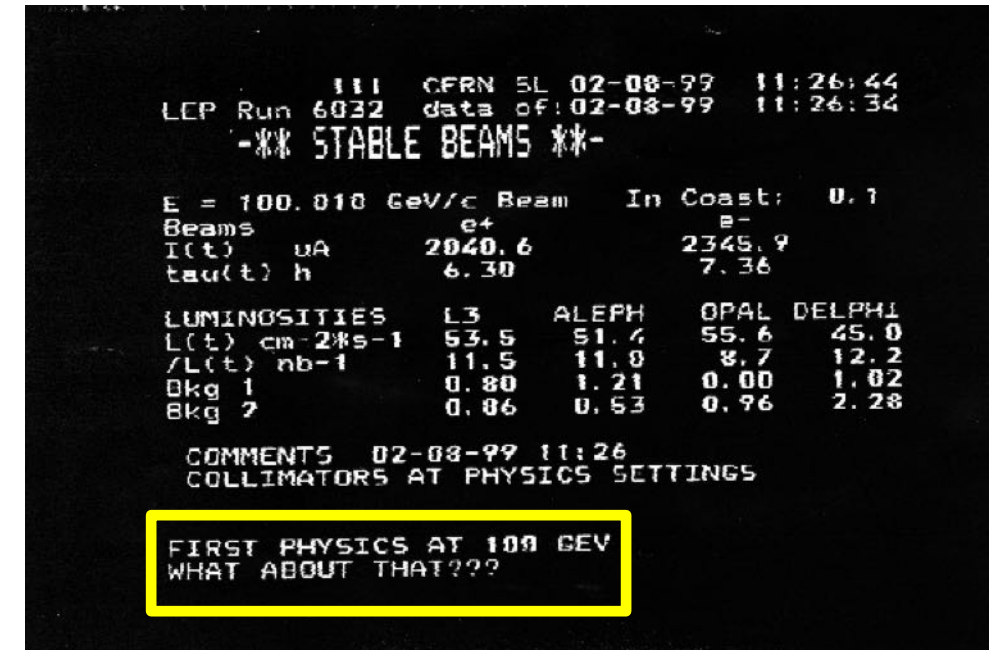 111 CERN SL 02-08-99 11:26:44
LEP Run 6032 data of:02-08-99 11:26:34
-** STABLE BEAMS **-
E = 100.010 GeV/c Beam In Coast: 0.1
Beams e+ e-
I(t) uA 2040.6 2345.9
tau(t) h 6.30 7.36
LUMINOSITIES L3 ALEPH OPAL DELPHI
L(t) cm-2*s-1 53.5 51.4 55.6 45.0
/L(t) nb-1 11.5 11.0 8.7 12.2
Bkg 1 0.80 1.21 0.00 1.02
Bkg 2 0.86 0.53 0.96 2.28
COMMENTS 02-08-99 11:26
COLLIMATORS AT PHYSICS SETTINGS
FIRST PHYSICS AT 100 GEV
WHAT ABOUT THAT???